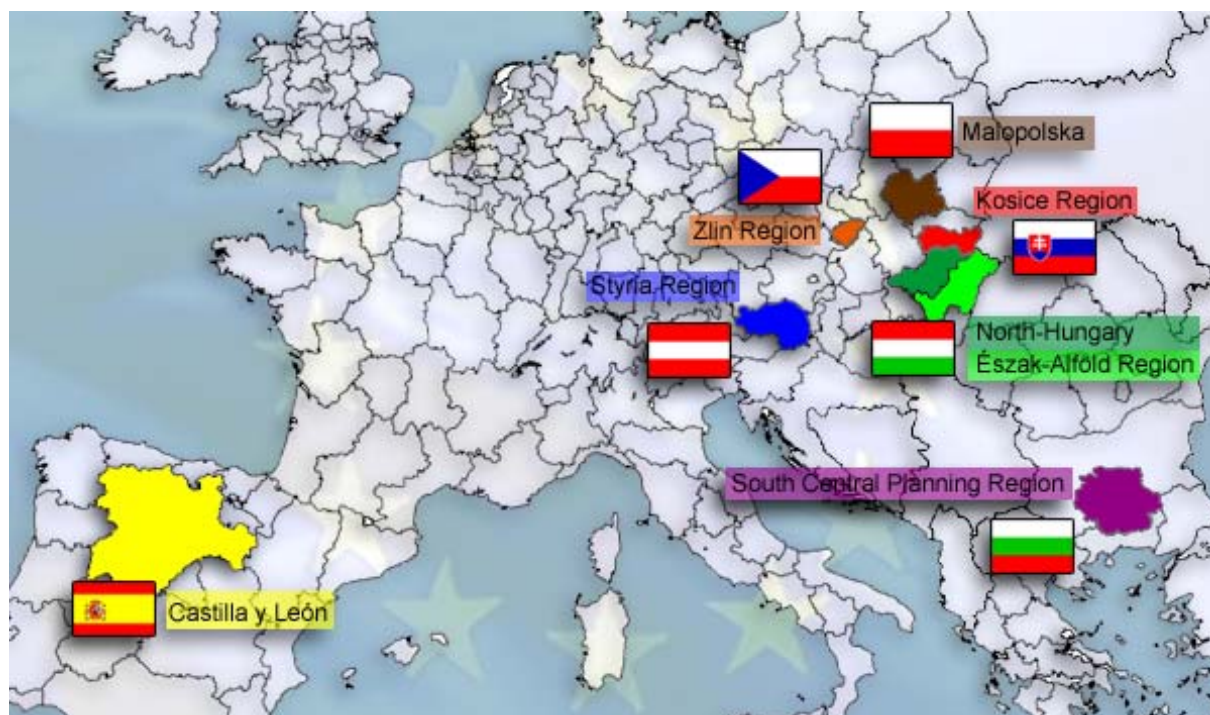 Malopolska
Kosice Region
Zlin Region
Styria Region
North-Hungary
Észak-Alföld Region
South Central Planning Region
Castilla y León